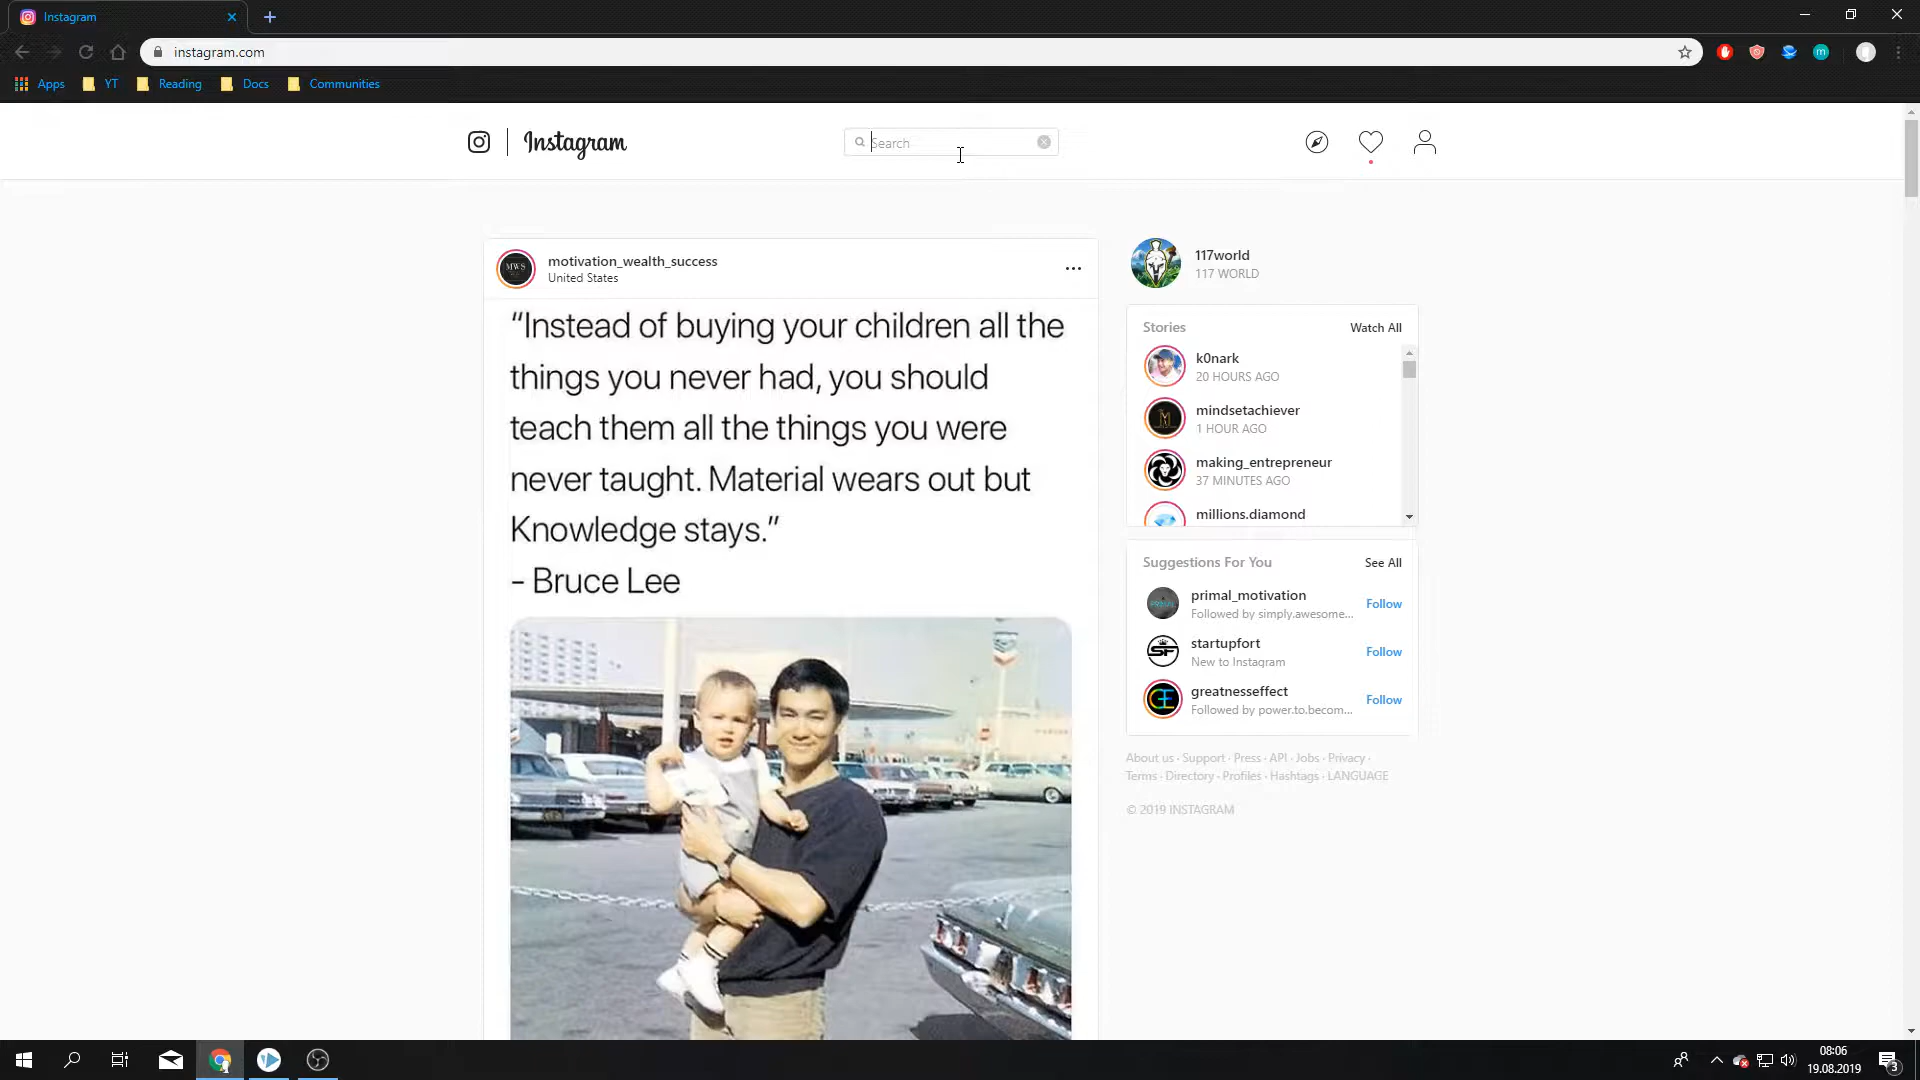 Instagram
instagram.com
Apps
YT
Reading
Docs
Communities
Instagram
Search
motivation_wealth_success
United States
“Instead of buying your children all the
things you never had, you should
teach them all the things you were
never taught. Material wears out but
Knowledge stays.”
- Bruce Lee
117world
117 WORLD
Stories
Watch All
k0nark
20 HOURS AGO
mindsetachiever
1 HOUR AGO
making_entrepreneur
37 MINUTES AGO
millions.diamond
Suggestions For You
See All
primal_motivation
Followed by simply.awesome...
Follow
startupfort
New to Instagram
Follow
greatnesseffect
Followed by power.to.becom...
Follow
About us · Support · Press · API · Jobs · Privacy ·
Terms · Directory · Profiles · Hashtags · LANGUAGE
© 2019 INSTAGRAM
MWS
PRIMAL
SF
GE
m
08:06
19.08.2019
3